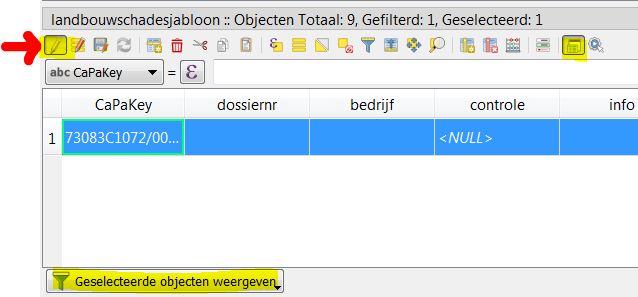 landbouwschadesjabloon :: Objecten Totaal: 9, Gefilterd: 1, Geselecteerd: 1
abc CaPaKey = ε
CaPaKey dossiernr bedrijf controle info
1 73083C1072/00... <NULL>
Geselecteerde objecten weergeven